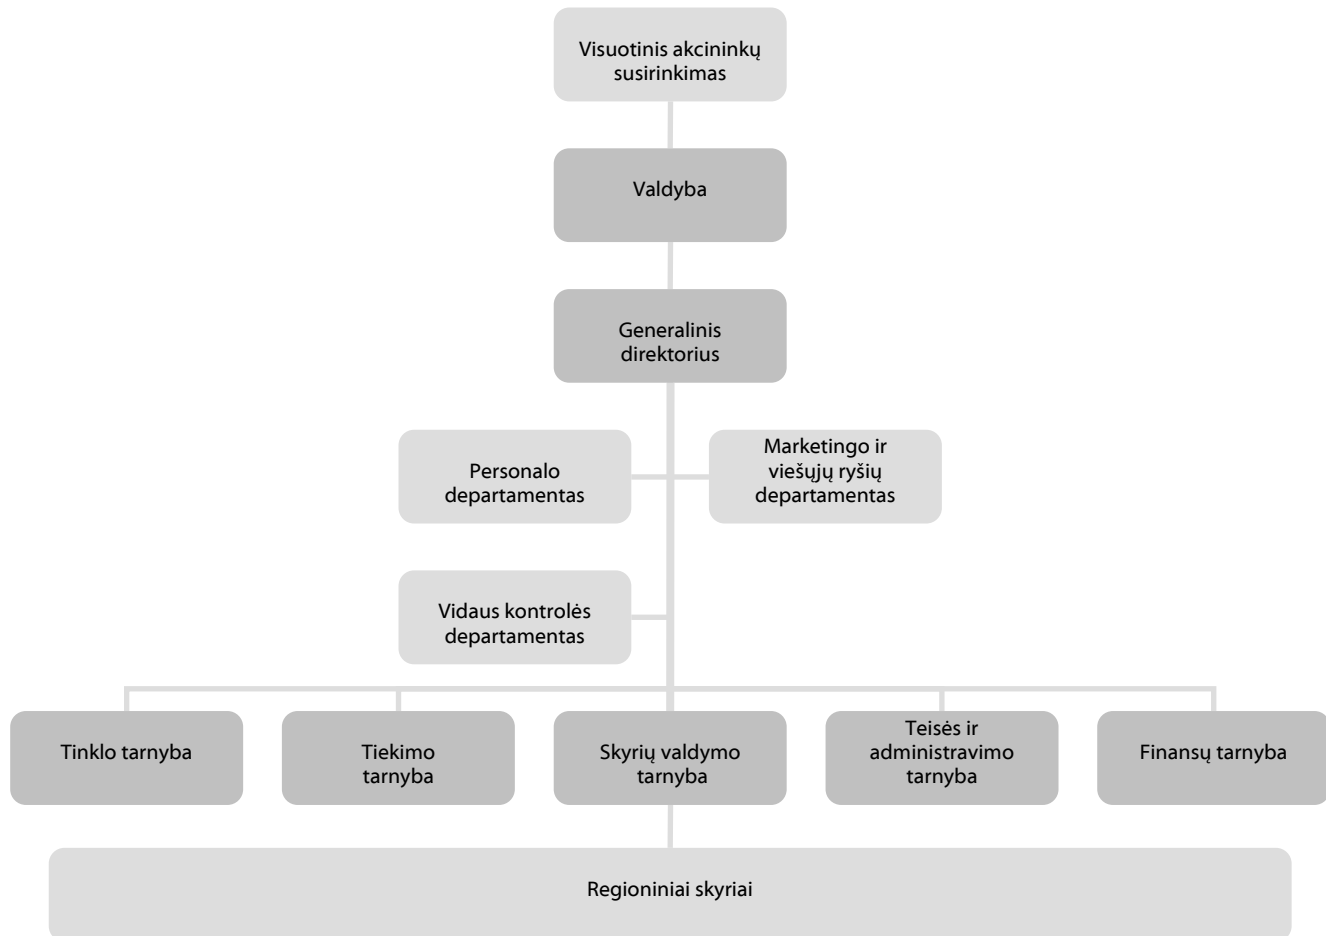 Visuotinis akcininkų
susirinkimas
Valdyba
Generalinis
direktorius
Personalo
departamentas
Marketingo ir
viešųjų ryšių
departamentas
Vidaus kontrolės
departamentas
Tinklo tarnyba
Tiekimo
tarnyba
Skyrių valdymo
tarnyba
Teisės ir
administravimo
tarnyba
Finansų tarnyba
Regioniniai skyriai